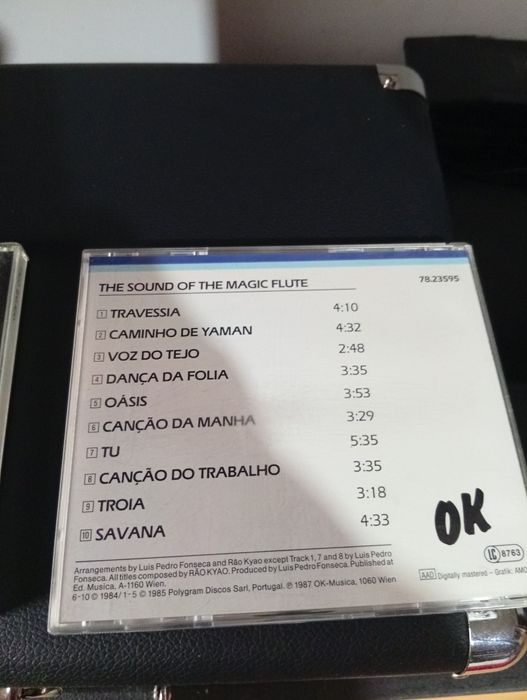 THE SOUND OF THE MAGIC FLUTE 78.23595
1 TRAVESSIA 4:10
2 CAMINHO DE YAMAN 4:32
3 VOZ DO TEJO 2:48
4 DANÇA DA FOLIA 3:35
5 OÁSIS 3:53
6 CANÇÃO DA MANHA 3:29
7 TU 5:35
8 CANÇÃO DO TRABALHO 3:35
9 TROIA 3:18
10 SAVANA 4:33
OK
LC 8763
Arrangements by Luis Pedro Fonseca and Rão Kyao except Track 1, 7 and 8 by Luis Pedro
Fonseca. All titles composed by RÃO KYAO. Produced by Luis Pedro Fonseca. Published at
Ed. Musica, A-1160 Wien.
6-10 © 1984/1-5 © 1985 Polygram Discos Sarl, Portugal. ℗ 1987 OK-Musica, 1060 Wien
AAD Digitally mastered – Grafik, AMC